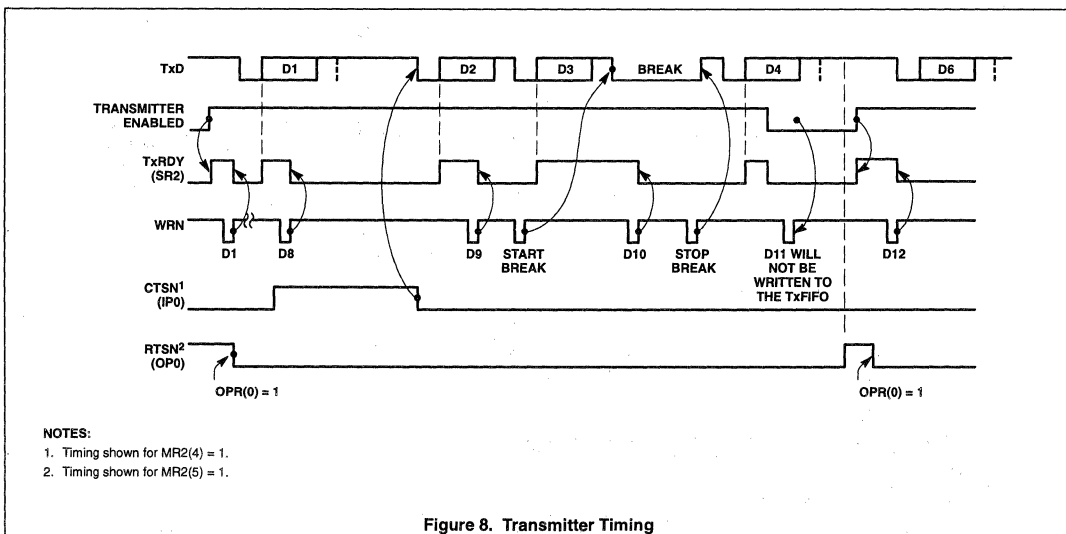 TxD
D1
D2
D3
BREAK
D4
D6
TRANSMITTER
ENABLED
TxRDY
(SR2)
WRN
D1
D8
D9
START
BREAK
D10
STOP
BREAK
D11 WILL
NOT BE
WRITTEN TO
THE TxFIFO
D12
CTSN1
(IP0)
RTSN2
(OP0)
OPR(0) = 1
OPR(0) = 1
NOTES:
1. Timing shown for MR2(4) = 1.
2. Timing shown for MR2(5) = 1.
Figure 8. Transmitter Timing